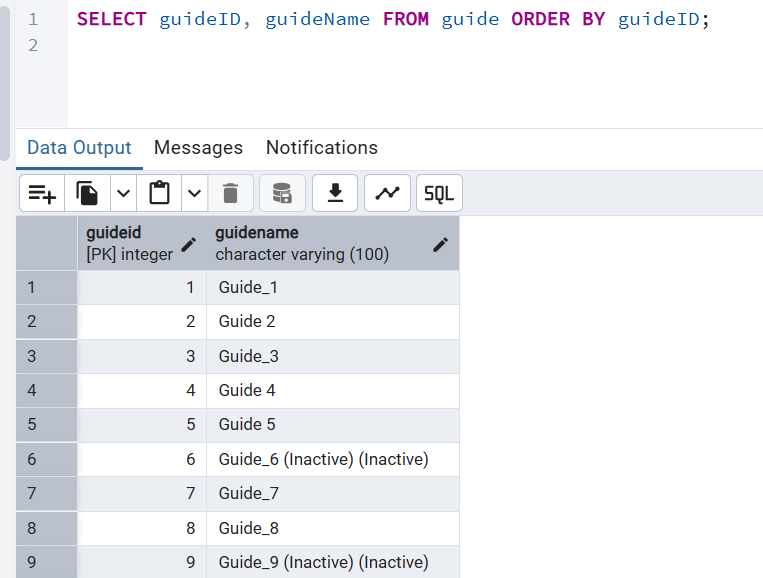 1 SELECT guideID, guideName FROM guide ORDER BY guideID;
2
Data Output Messages Notifications
SQL
guideid guidename
[PK] integer character varying (100)
1 1 Guide_1
2 2 Guide 2
3 3 Guide_3
4 4 Guide 4
5 5 Guide 5
6 6 Guide_6 (Inactive) (Inactive)
7 7 Guide_7
8 8 Guide_8
9 9 Guide_9 (Inactive) (Inactive)